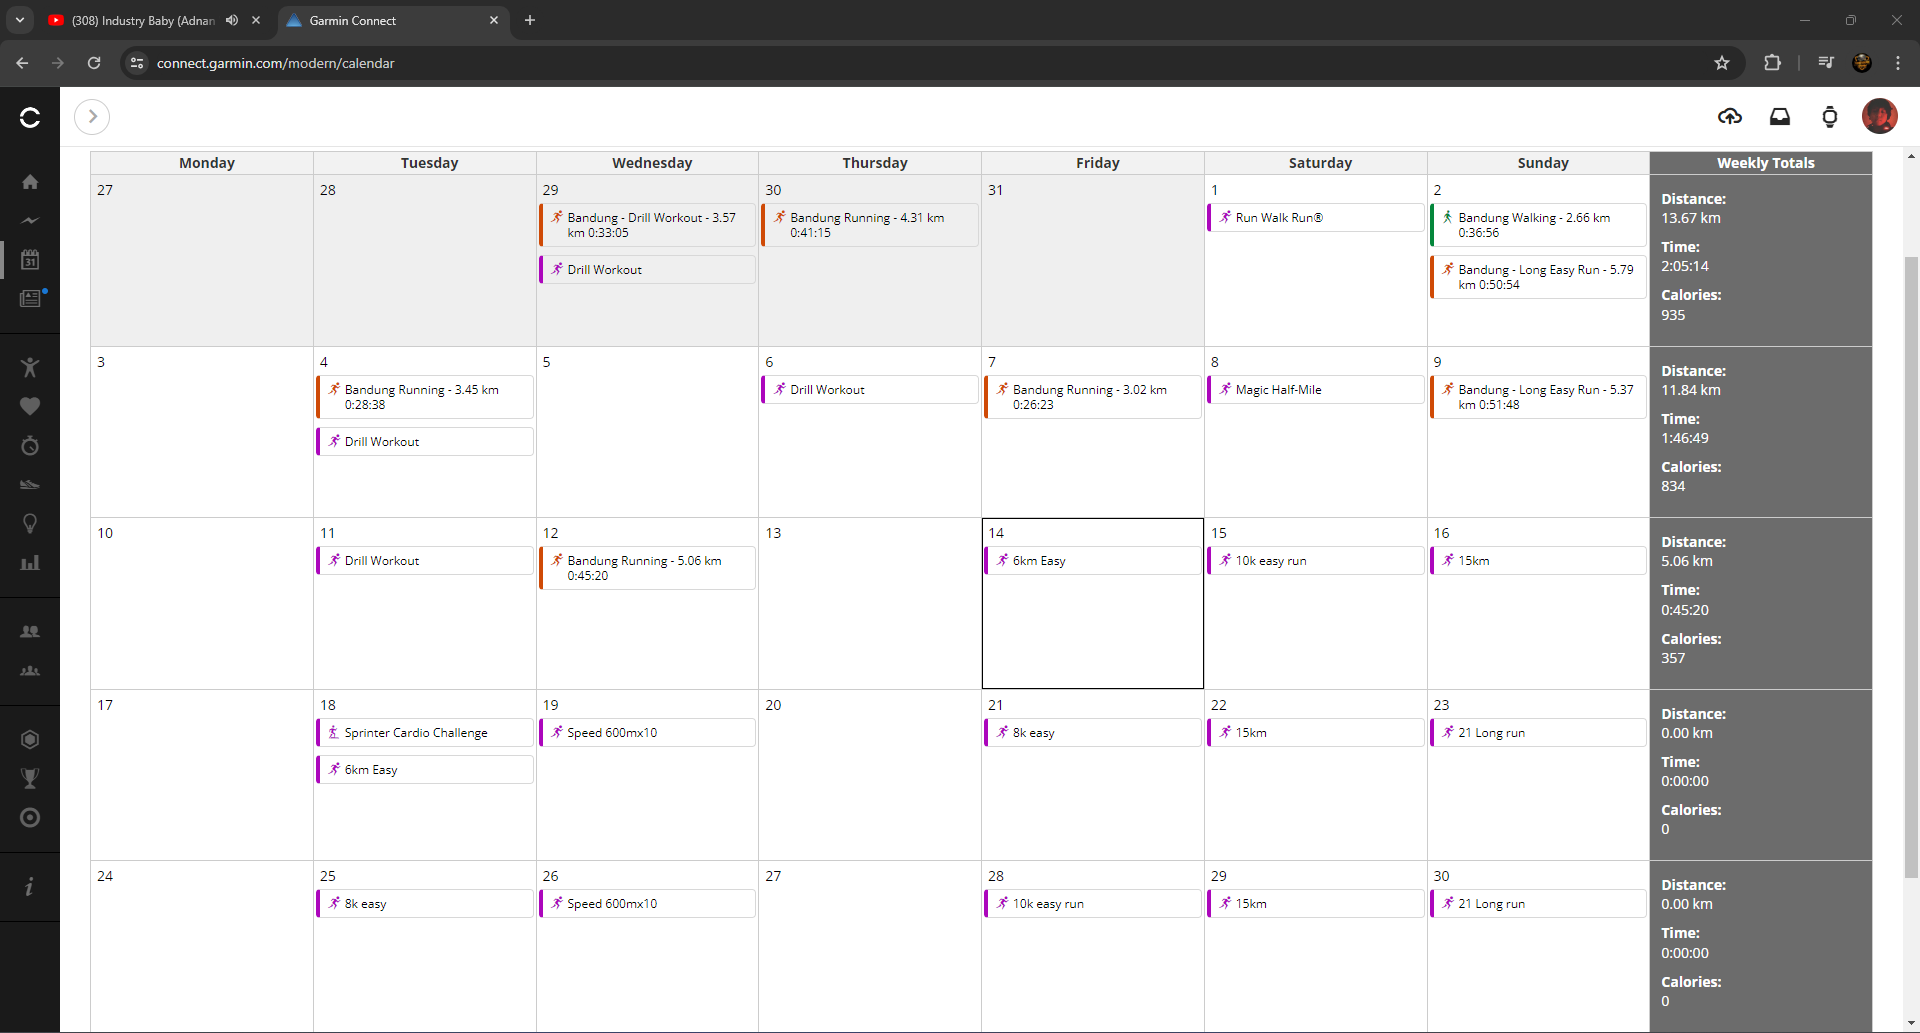 (308) Industry Baby (Adnan
Garmin Connect
connect.garmin.com/modern/calendar
Monday
Tuesday
Wednesday
Thursday
Friday
Saturday
Sunday
Weekly Totals
27
28
29
Bandung - Drill Workout - 3.57
km 0:33:05
Drill Workout
30
Bandung Running - 4.31 km
0:41:15
31
1
Run Walk Run®
2
Bandung Walking - 2.66 km
0:36:56
Bandung - Long Easy Run - 5.79
km 0:50:54
Distance:
13.67 km
Time:
2:05:14
Calories:
935
3
4
Bandung Running - 3.45 km
0:28:38
Drill Workout
5
6
Drill Workout
7
Bandung Running - 3.02 km
0:26:23
8
Magic Half-Mile
9
Bandung - Long Easy Run - 5.37
km 0:51:48
Distance:
11.84 km
Time:
1:46:49
Calories:
834
10
11
Drill Workout
12
Bandung Running - 5.06 km
0:45:20
13
14
6km Easy
15
10k easy run
16
15km
Distance:
5.06 km
Time:
0:45:20
Calories:
357
17
18
Sprinter Cardio Challenge
6km Easy
19
Speed 600mx10
20
21
8k easy
22
15km
23
21 Long run
Distance:
0.00 km
Time:
0:00:00
Calories:
0
24
25
8k easy
26
Speed 600mx10
27
28
10k easy run
29
15km
30
21 Long run
Distance:
0.00 km
Time:
0:00:00
Calories:
0
31